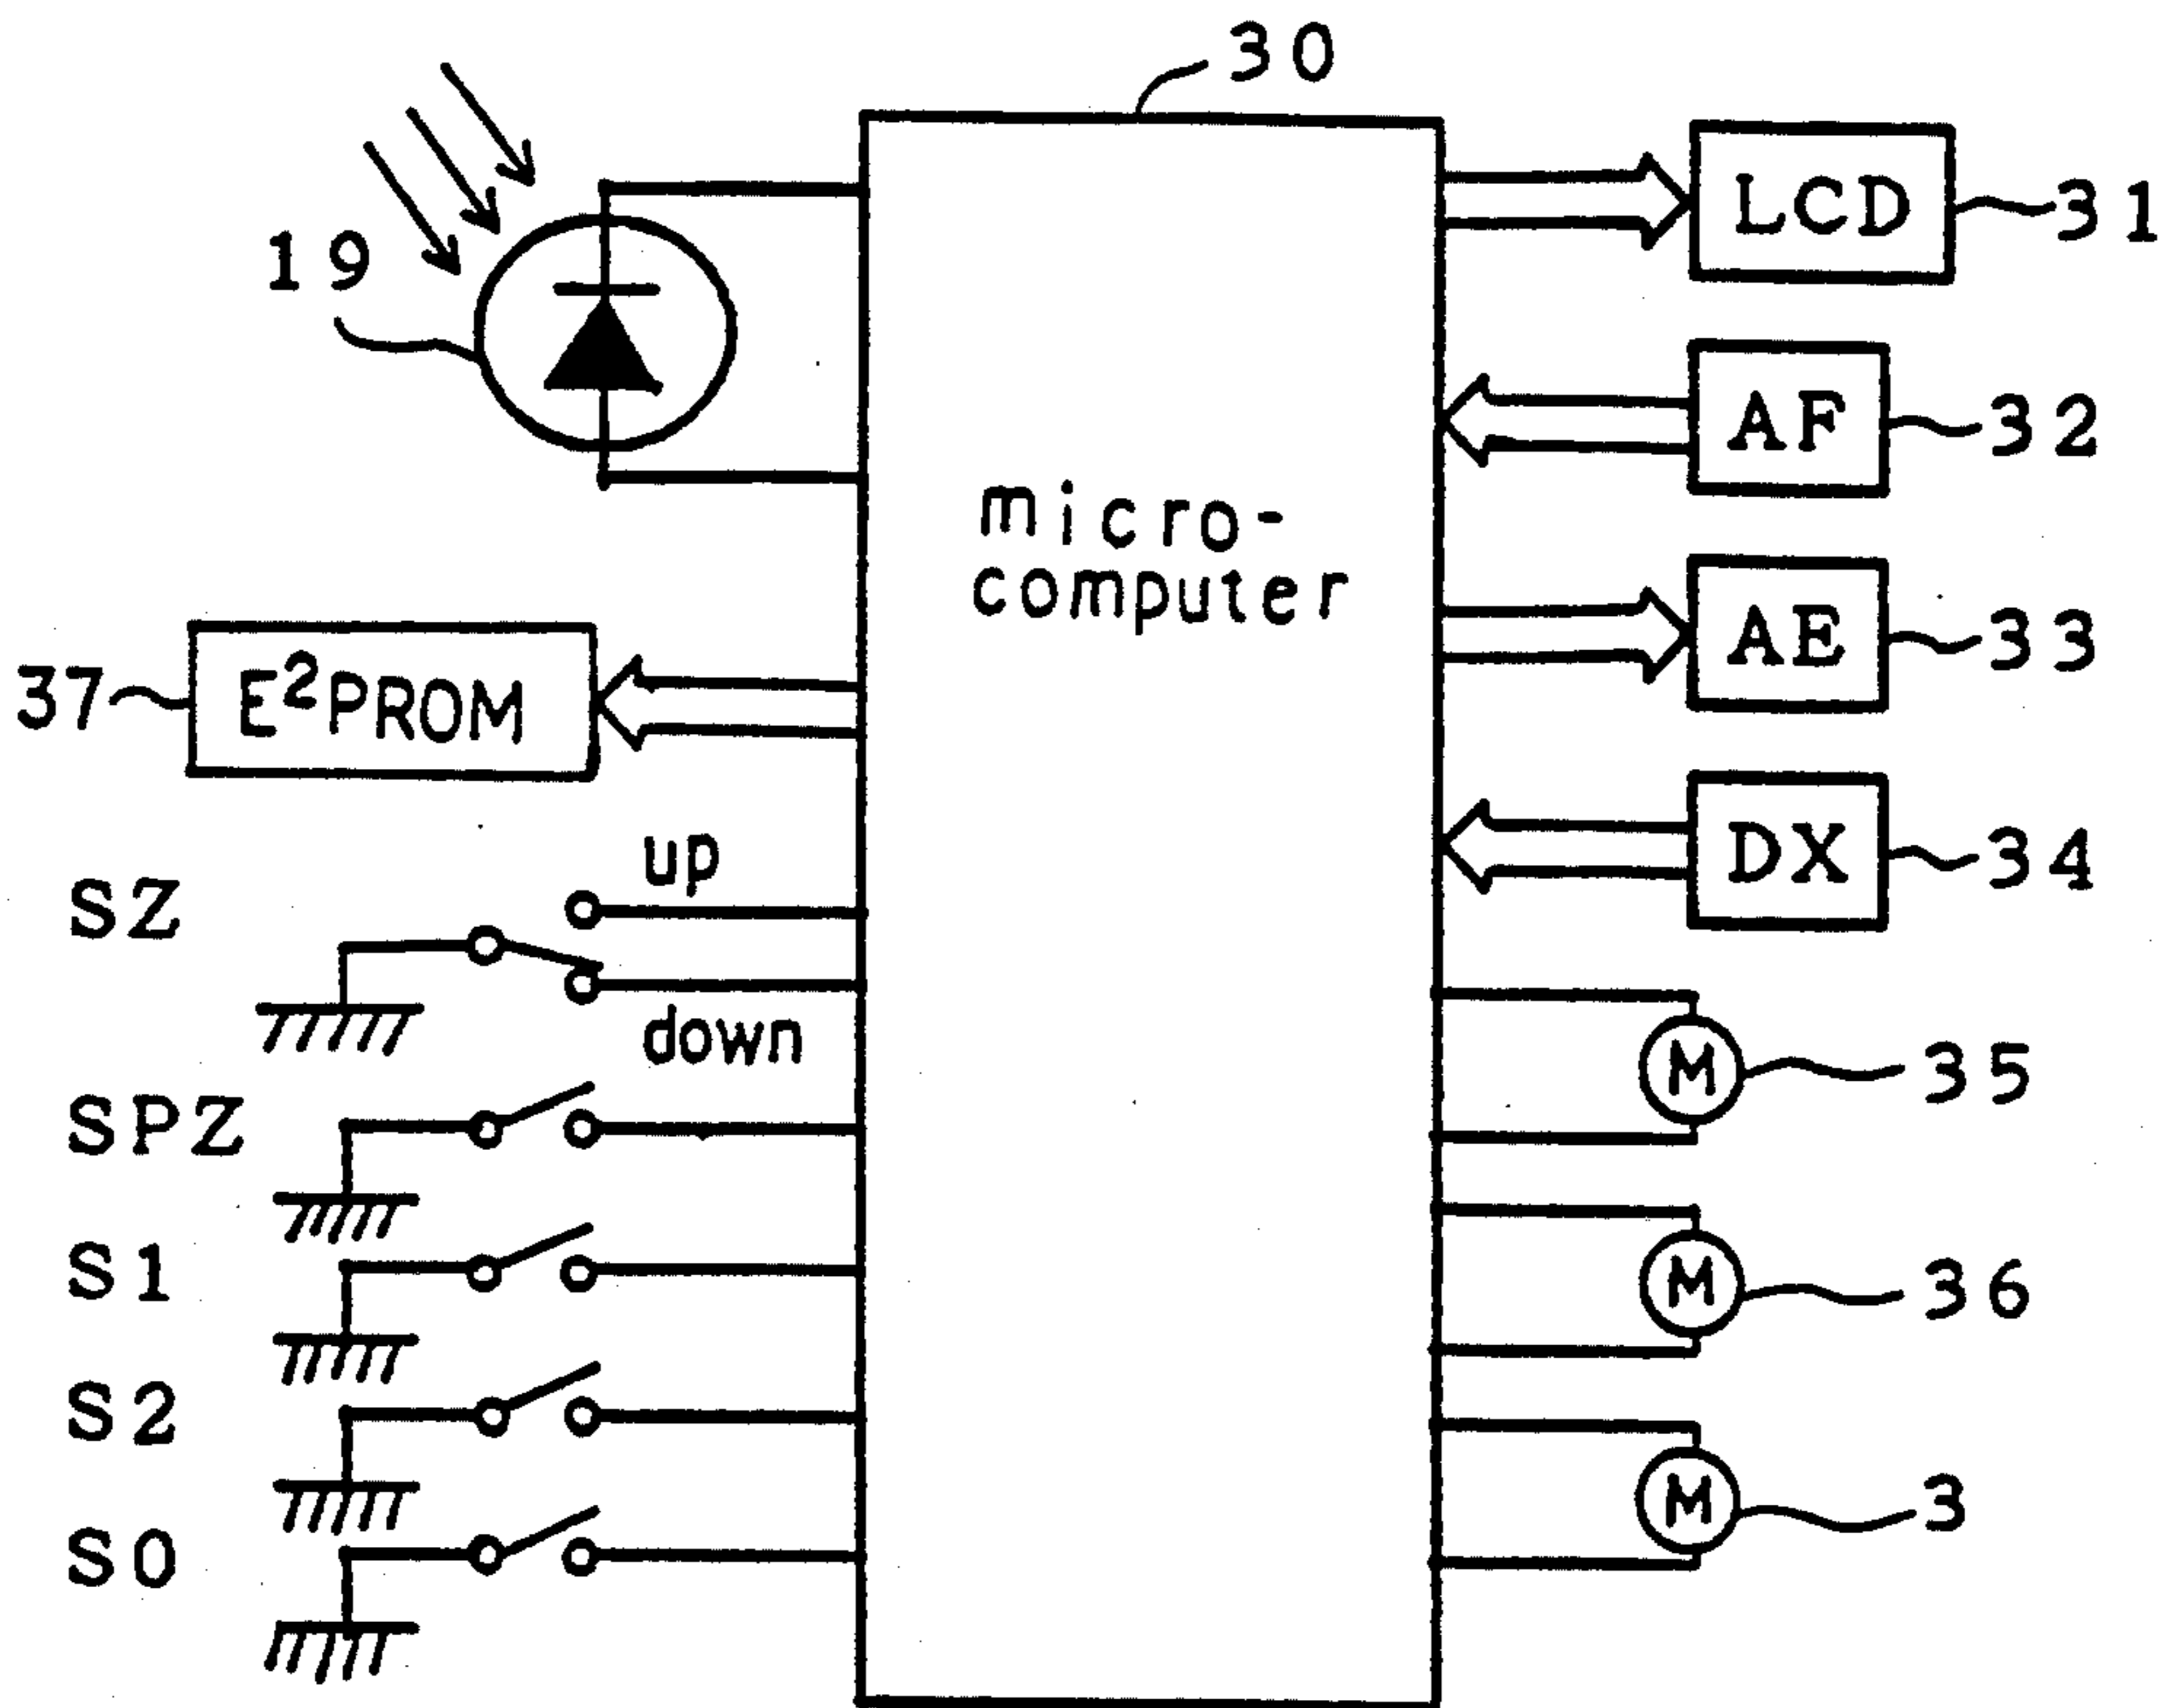 30
LCD
31
19
AF
32
micro-
computer
AE
33
37
E²PROM
DX
34
up
SZ
down
M
35
SPZ
S1
M
36
S2
M
3
S0